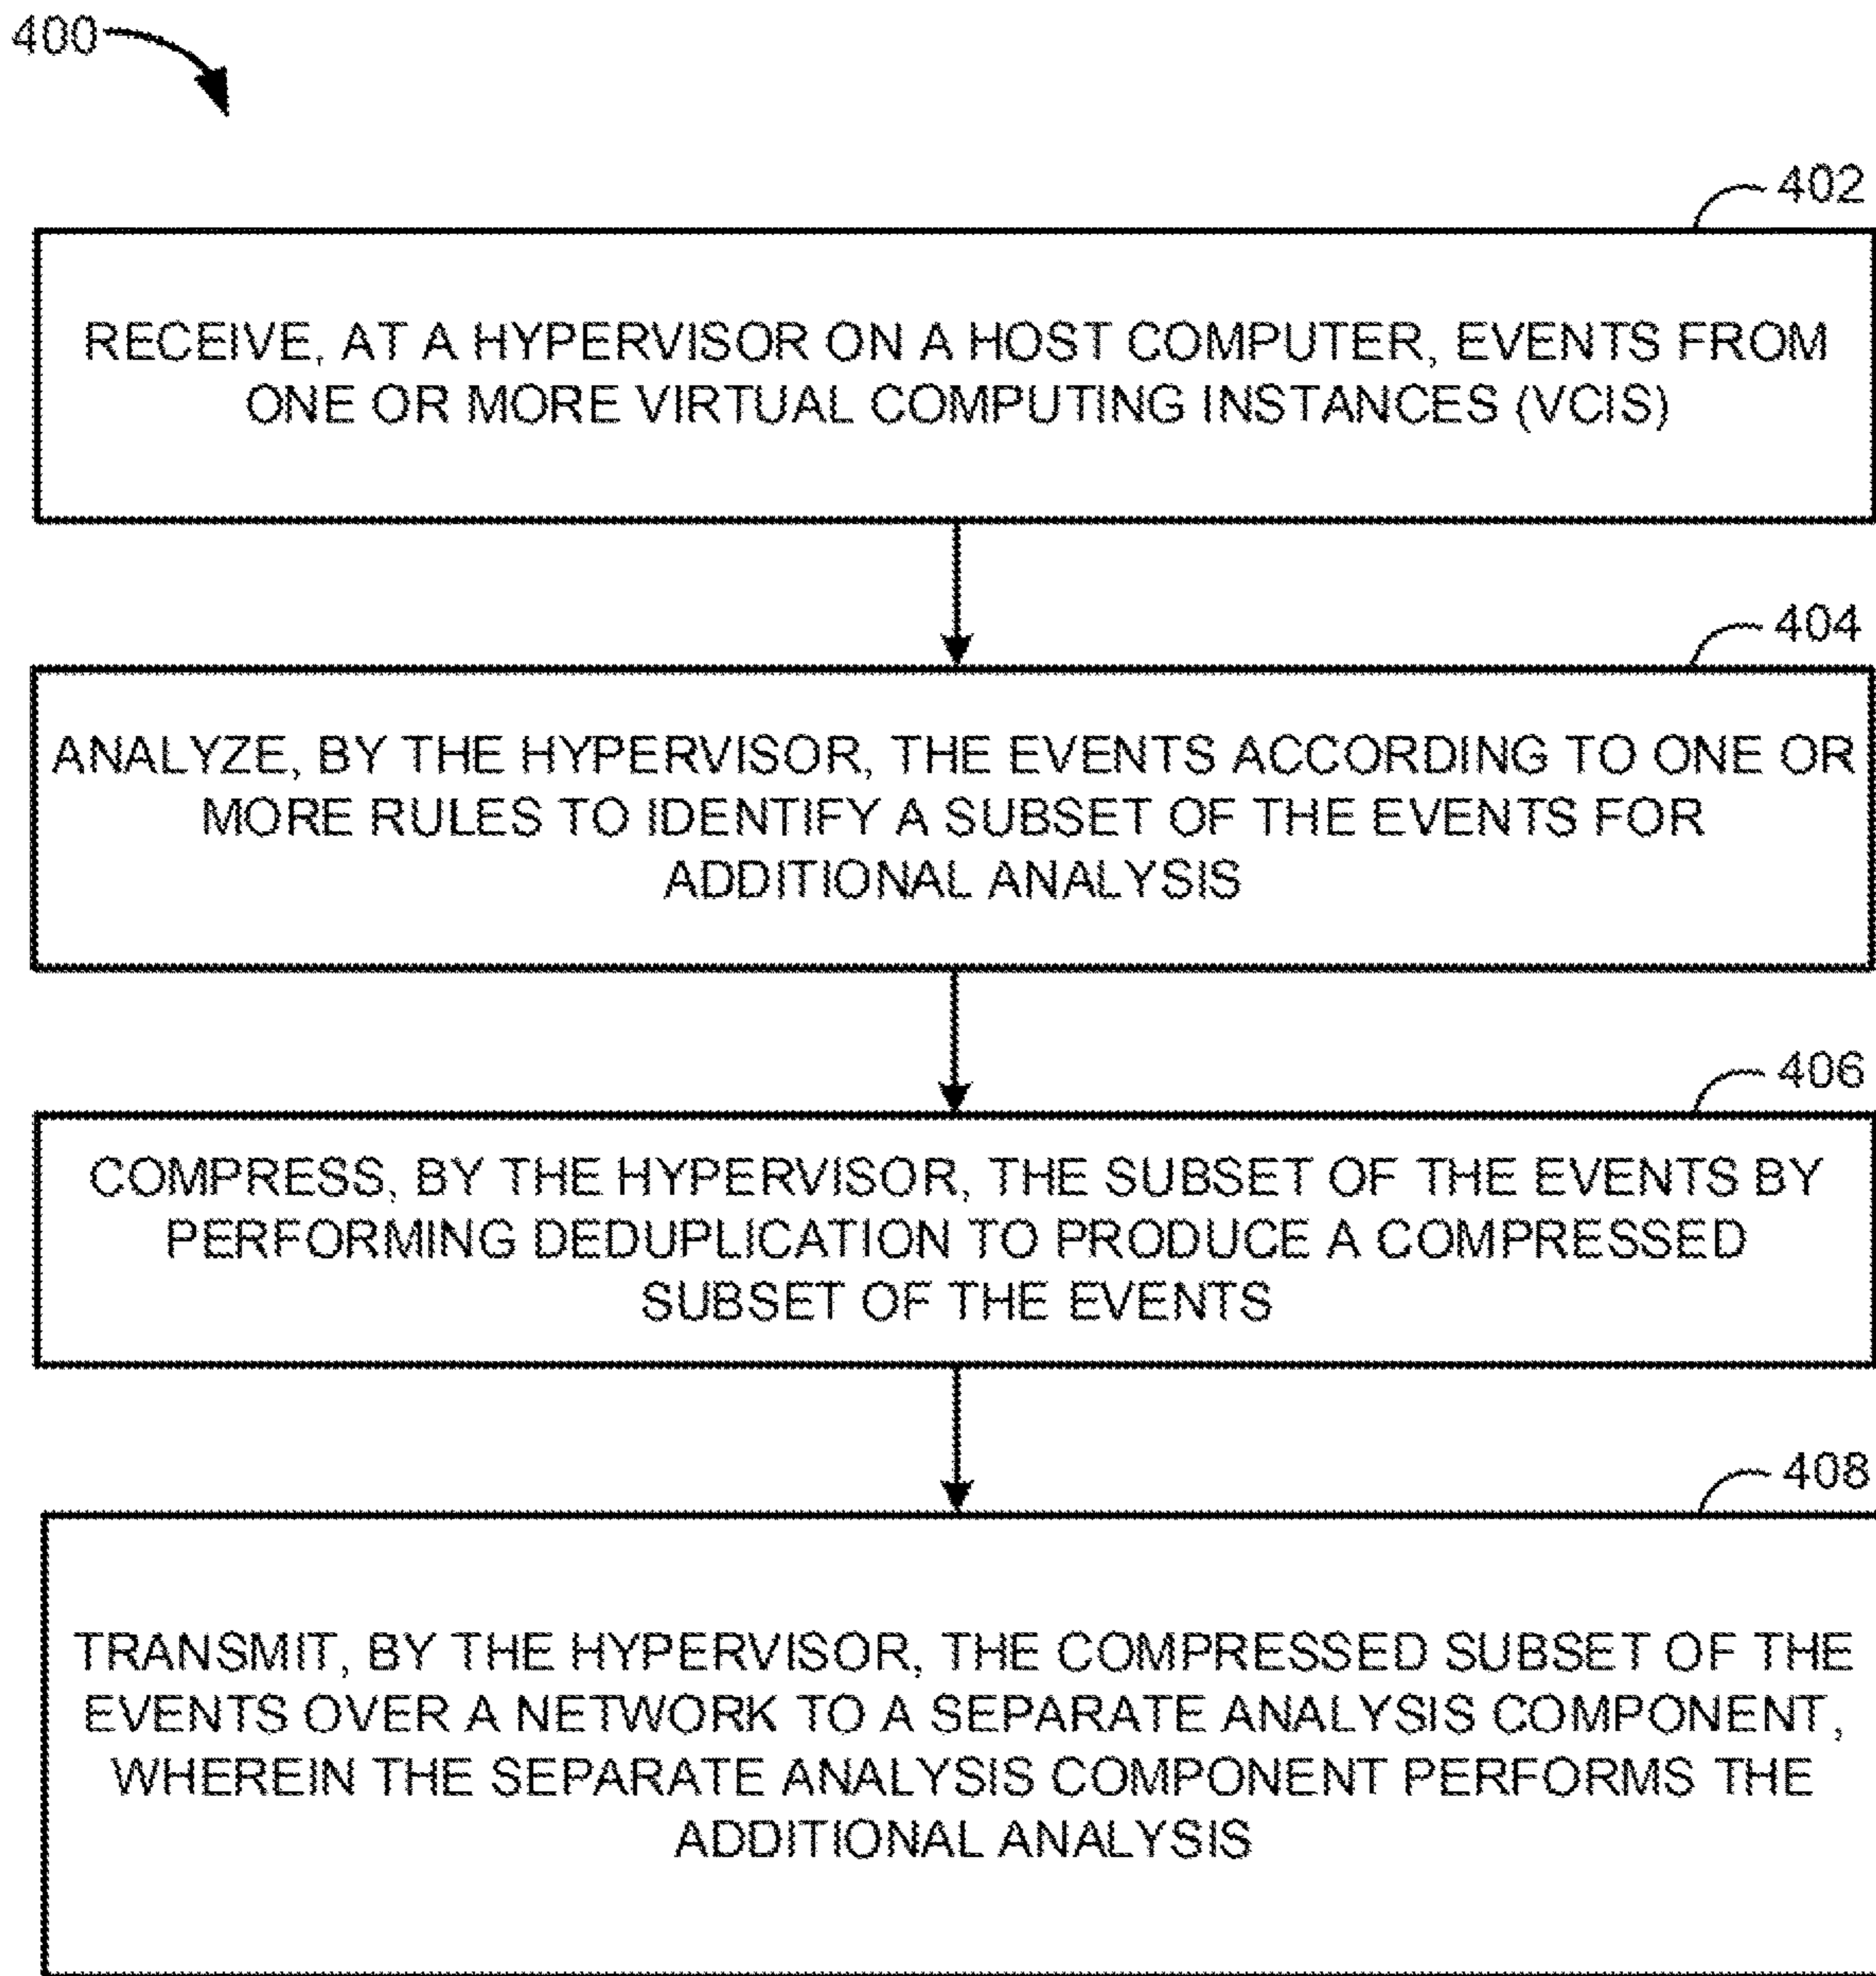 400
402
RECEIVE, AT A HYPERVISOR ON A HOST COMPUTER, EVENTS FROM
ONE OR MORE VIRTUAL COMPUTING INSTANCES (VCIS)
404
ANALYZE, BY THE HYPERVISOR, THE EVENTS ACCORDING TO ONE OR
MORE RULES TO IDENTIFY A SUBSET OF THE EVENTS FOR
ADDITIONAL ANALYSIS
406
COMPRESS, BY THE HYPERVISOR, THE SUBSET OF THE EVENTS BY
PERFORMING DEDUPLICATION TO PRODUCE A COMPRESSED
SUBSET OF THE EVENTS
408
TRANSMIT, BY THE HYPERVISOR, THE COMPRESSED SUBSET OF THE
EVENTS OVER A NETWORK TO A SEPARATE ANALYSIS COMPONENT,
WHEREIN THE SEPARATE ANALYSIS COMPONENT PERFORMS THE
ADDITIONAL ANALYSIS